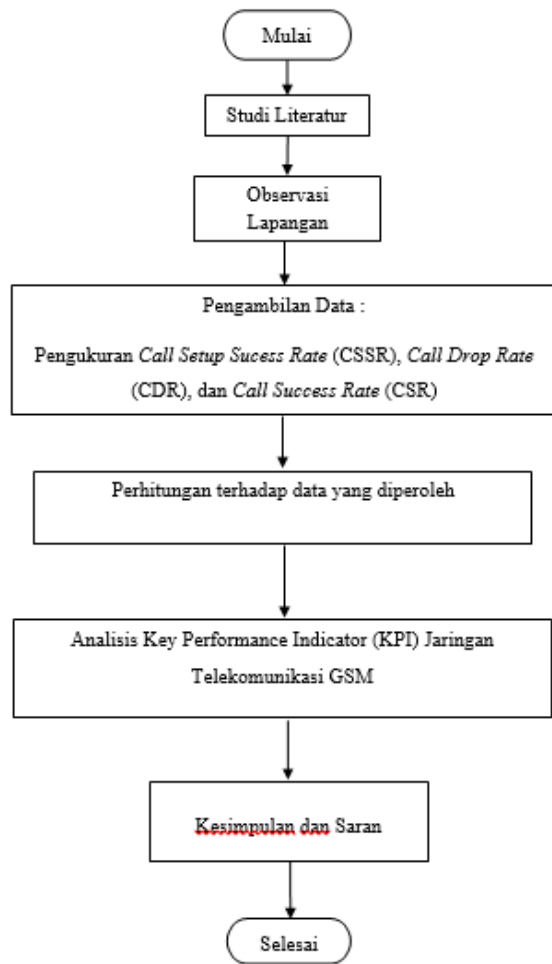 Mulai
Studi Literatur
Observasi
Lapangan
Pengambilan Data :
Pengukuran Call Setup Sucess Rate (CSSR), Call Drop Rate
(CDR), dan Call Success Rate (CSR)
Perhitungan terhadap data yang diperoleh
Analisis Key Performance Indicator (KPI) Jaringan
Telekomunikasi GSM
Kesimpulan dan Saran
Selesai